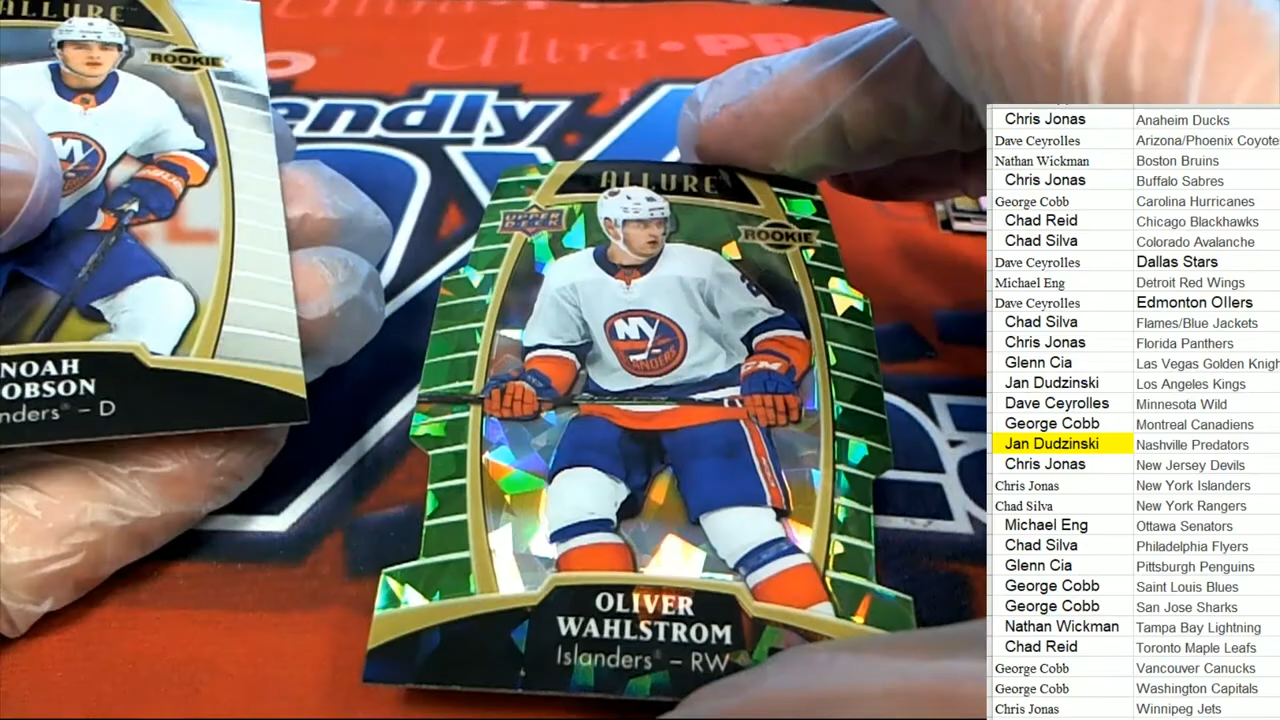 ALLURE
ROOKIE
NOAH
OBSON
nders® – D
Ultra•PR
endly
ALLURE
UPPER
DECK
ROOKIE
NY
ISLANDERS
CCM
OLIVER
WAHLSTROM
Islanders® – RW
Chris Jonas Anaheim Ducks
Dave Ceyrolles Arizona/Phoenix Coyote
Nathan Wickman Boston Bruins
Chris Jonas Buffalo Sabres
George Cobb Carolina Hurricanes
Chad Reid Chicago Blackhawks
Chad Silva Colorado Avalanche
Dave Ceyrolles Dallas Stars
Michael Eng Detroit Red Wings
Dave Ceyrolles Edmonton OIlers
Chad Silva Flames/Blue Jackets
Chris Jonas Florida Panthers
Glenn Cia Las Vegas Golden Knigh
Jan Dudzinski Los Angeles Kings
Dave Ceyrolles Minnesota Wild
George Cobb Montreal Canadiens
Jan Dudzinski Nashville Predators
Chris Jonas New Jersey Devils
Chris Jonas New York Islanders
Chad Silva New York Rangers
Michael Eng Ottawa Senators
Chad Silva Philadelphia Flyers
Glenn Cia Pittsburgh Penguins
George Cobb Saint Louis Blues
George Cobb San Jose Sharks
Nathan Wickman Tampa Bay Lightning
Chad Reid Toronto Maple Leafs
George Cobb Vancouver Canucks
George Cobb Washington Capitals
Chris Jonas Winnipeg Jets